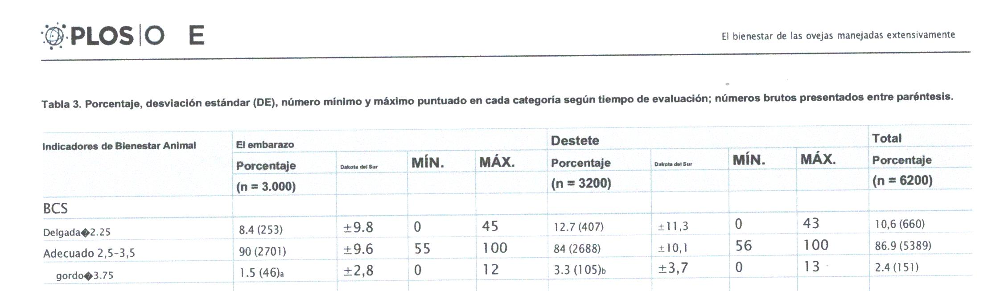 PLOS|O E
El bienestar de las ovejas manejadas extensivamente
Tabla 3. Porcentaje, desviación estándar (DE), número mínimo y máximo puntuado en cada categoría según tiempo de evaluación; números brutos presentados entre paréntesis.
Indicadores de Bienestar Animal El embarazo Destete Total
Porcentaje Dakota del Sur MÍN. MÁX. Porcentaje Dakota del Sur MÍN. MÁX. Porcentaje
(n = 3.000) (n = 3200) (n = 6200)
BCS
Delgada�2.25 8.4 (253) ±9.8 0 45 12.7 (407) ±11,3 0 43 10,6 (660)
Adecuado 2,5-3,5 90 (2701) ±9.6 55 100 84 (2688) ±10,1 56 100 86.9 (5389)
gordo�3.75 1.5 (46)a ±2,8 0 12 3.3 (105)b ±3,7 0 13 2.4 (151)